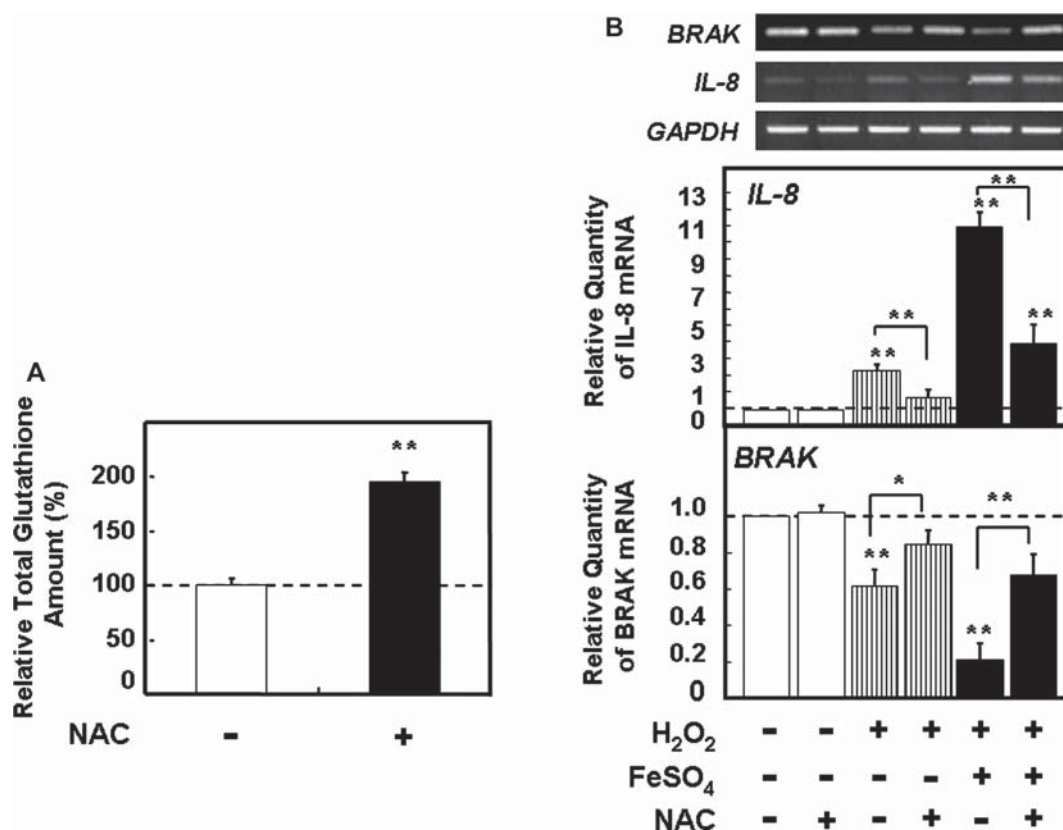 A
Relative Total Glutathione
Amount (%)
200
150
100
50
0
**
NAC - +
B
BRAK
IL-8
GAPDH
IL-8
Relative Quantity
of IL-8 mRNA
13
11
9
7
5
3
1
0
**
**
**
**
**
BRAK
Relative Quantity
of BRAK mRNA
1.0
0.8
0.6
0.4
0.2
0
*
**
**
**
H2O2 - - + + + +
FeSO4 - - - - + +
NAC - + - + - +